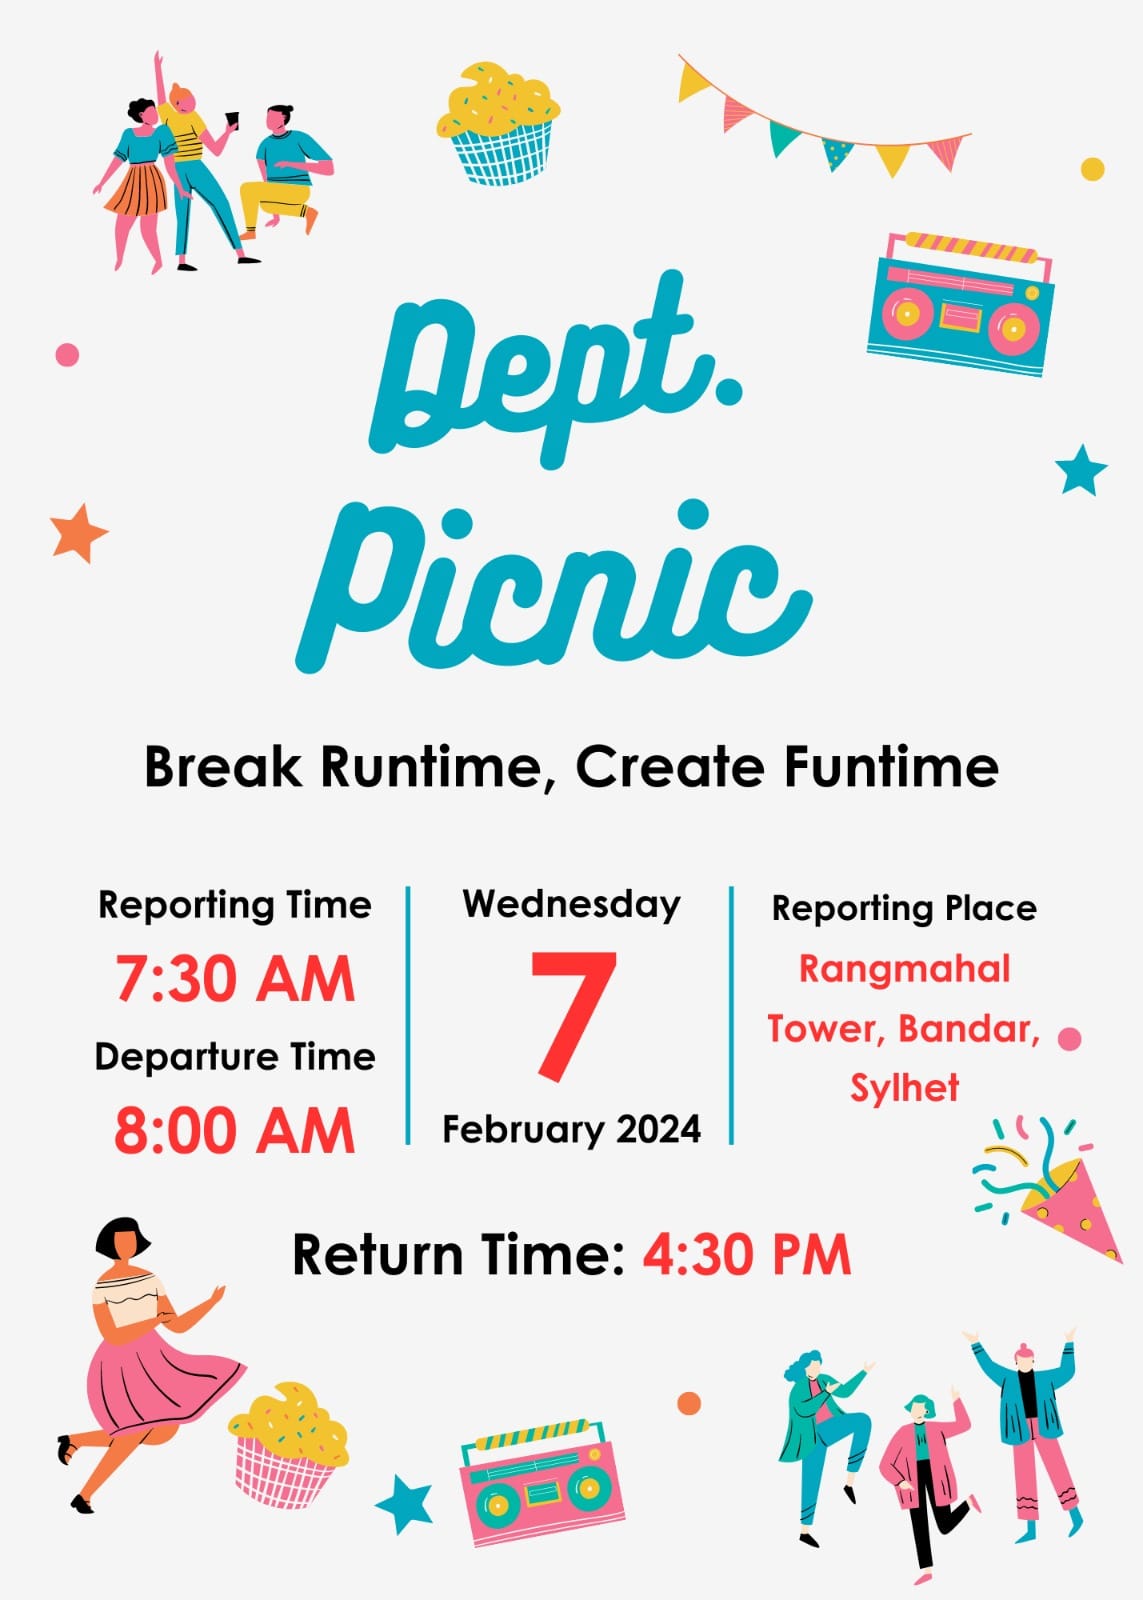 Dept.
Picnic
Break Runtime, Create Funtime
Reporting Time
7:30 AM
Departure Time
8:00 AM
Wednesday
7
February 2024
Reporting Place
Rangmahal
Tower, Bandar,
Sylhet
Return Time: 4:30 PM